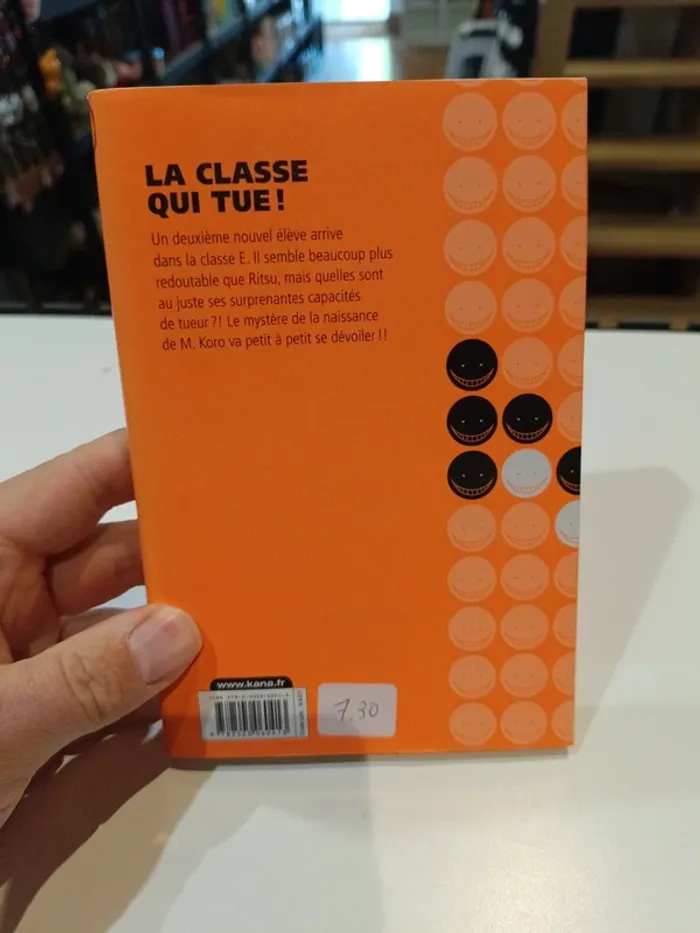 LA CLASSE
QUI TUE !
Un deuxième nouvel élève arrive
dans la classe E. Il semble beaucoup plus
redoutable que Ritsu, mais quelles sont
au juste ses surprenantes capacités
de tueur ?! Le mystère de la naissance
de M. Koro va petit à petit se dévoiler !!
www.kana.fr
7,30